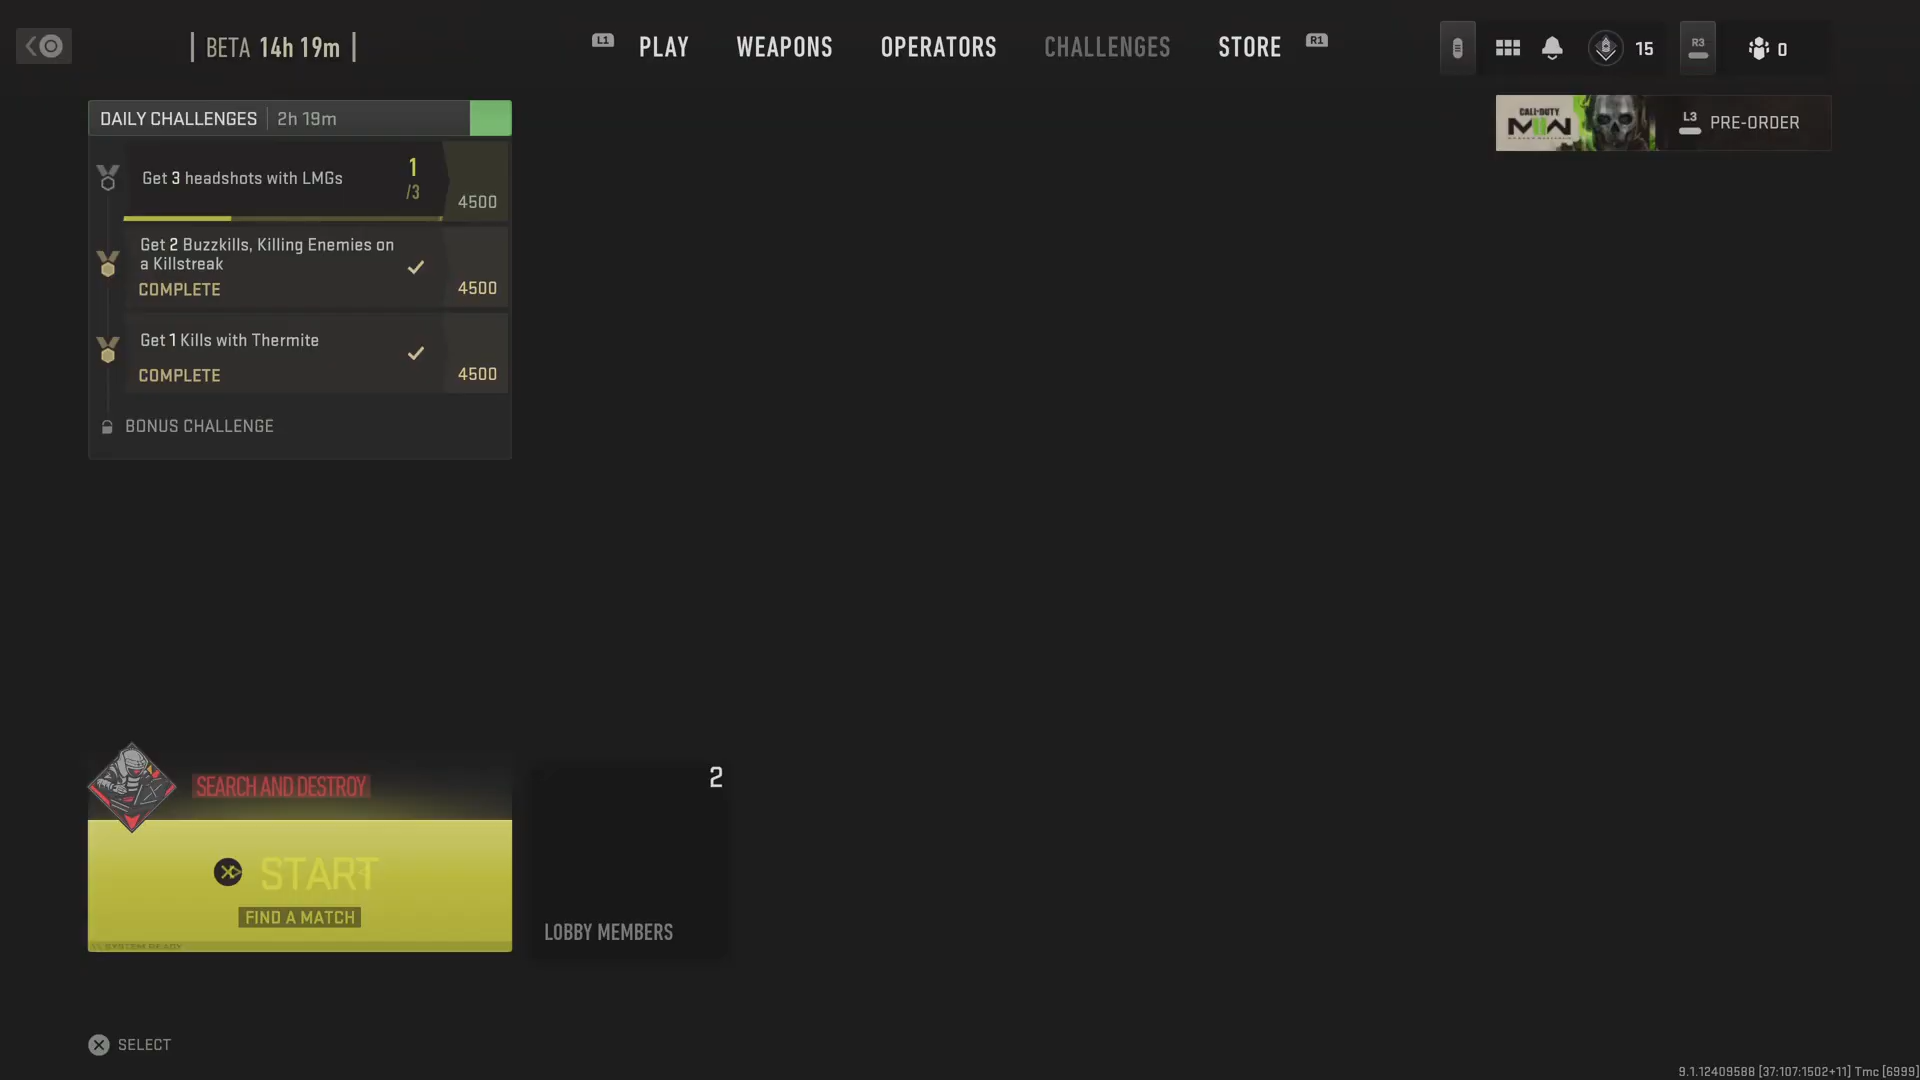 BETA 14h 19m
L1 PLAY WEAPONS OPERATORS CHALLENGES STORE R1
15
R3
0
DAILY CHALLENGES 2h 19m
CALL OF DUTY
MWII
L3 PRE-ORDER
Get 3 headshots with LMGs
1
/3
4500
Get 2 Buzzkills, Killing Enemies on
a Killstreak
COMPLETE
4500
Get 1 Kills with Thermite
COMPLETE
4500
BONUS CHALLENGE
SEARCH AND DESTROY
START
FIND A MATCH
SYSTEM READY
2
LOBBY MEMBERS
SELECT
9.1.12409588 [37:107:1502+11] Tmc [6999]